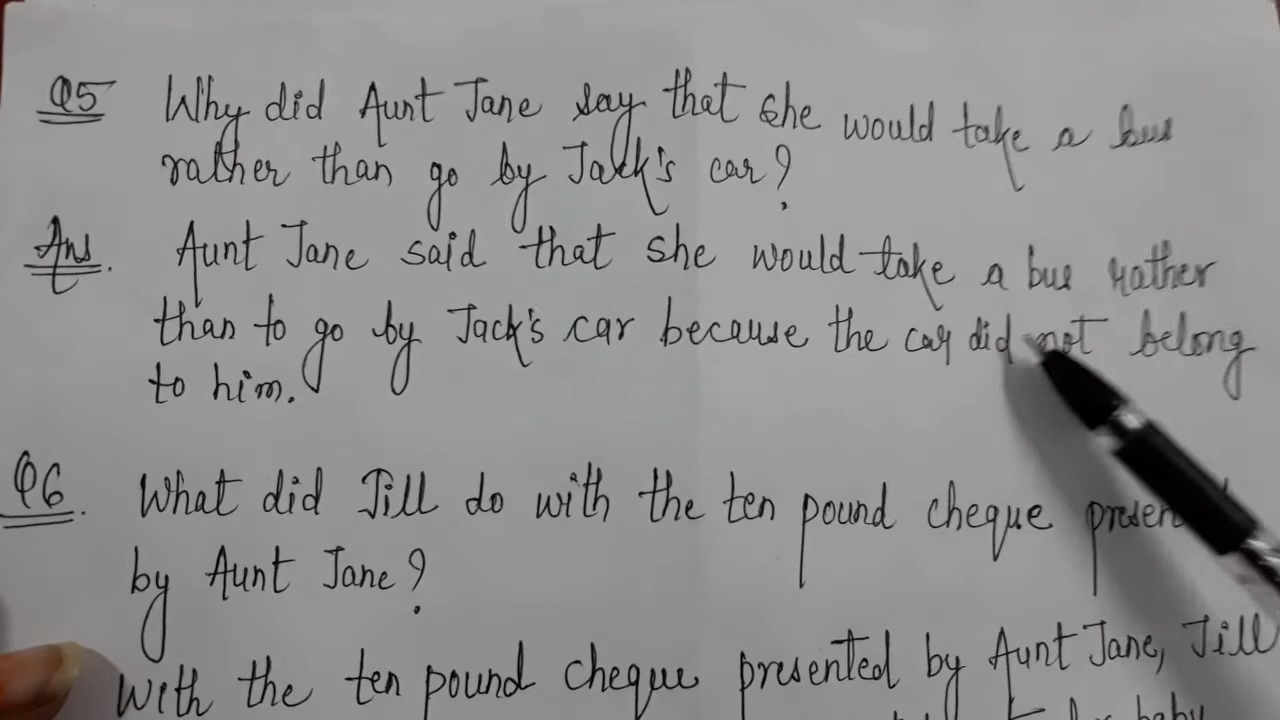 Q5 Why did Aunt Jane say that she would take a bus
rather than go by Jack's car?
Ans. Aunt Jane said that she would take a bus rather
than to go by Jack's car because the car did not belong
to him.
Q6. What did Jill do with the ten pound cheque
by Aunt Jane?
With the ten pound cheque presented by Aunt Jane, Jill
baby